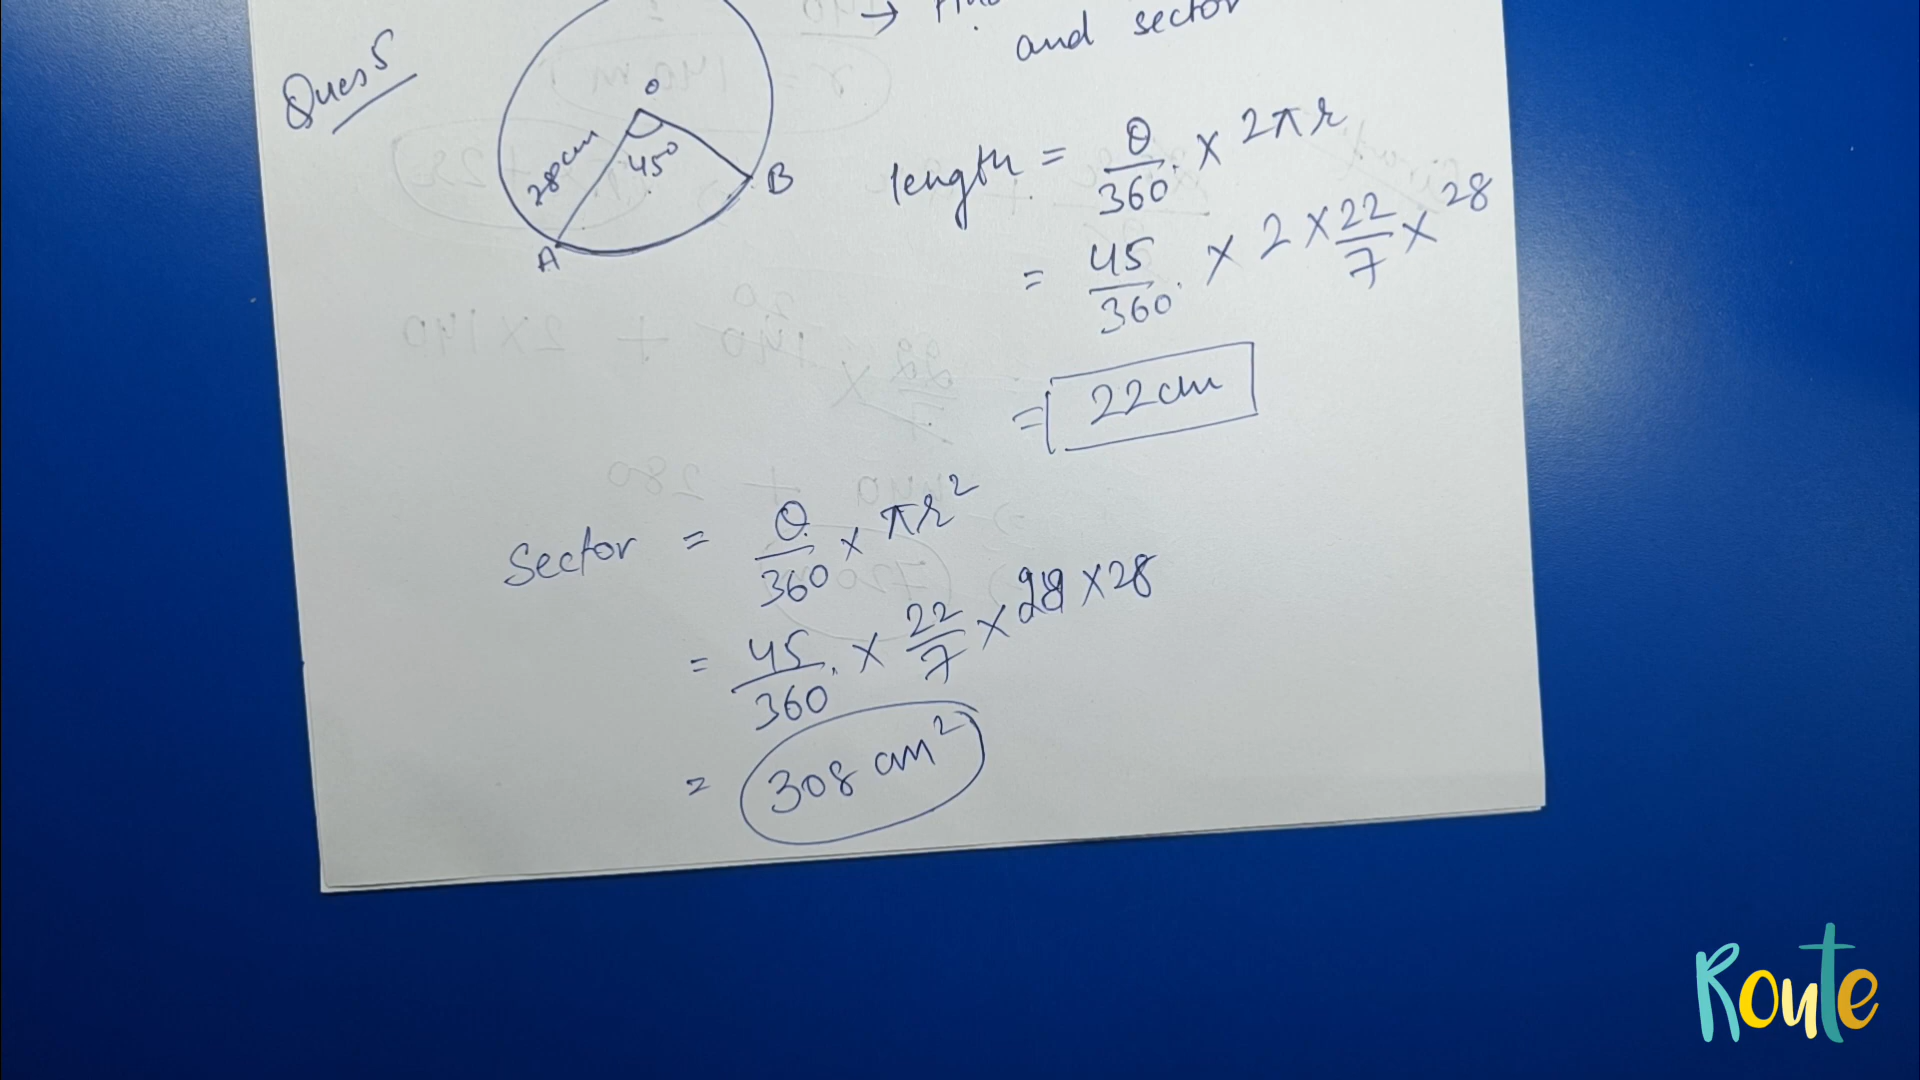 Ques 5
and sector
O
28cm
45°
A
B
length = θ/360 × 2πr
= 45/360 × 2 × 22/7 × 28
= 22cm
Sector = θ/360 × πr²
= 45/360 × 22/7 × 28 × 28
= 308 cm²
Route